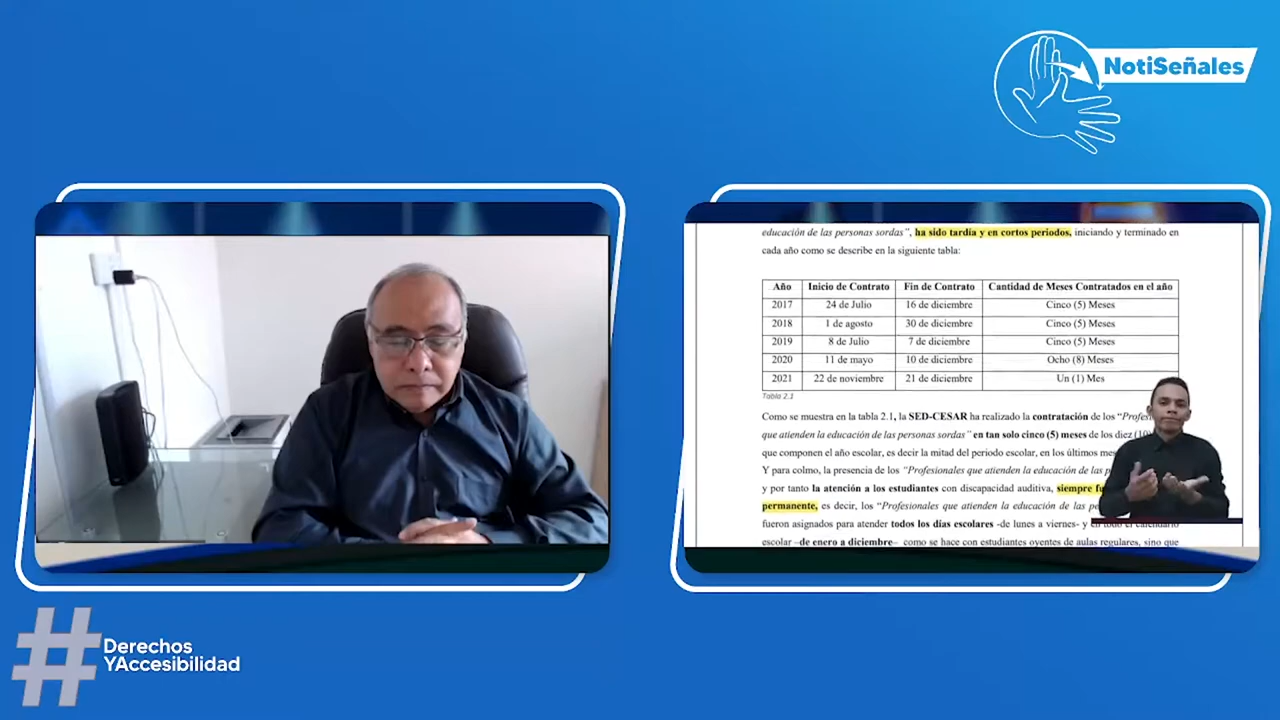 NotiSeñales
educación de las personas sordas”, ha sido tardía y en cortos periodos, iniciando y terminado en
cada año como se describe en la siguiente tabla:
Año Inicio de Contrato Fin de Contrato Cantidad de Meses Contratados en el año
2017 24 de Julio 16 de diciembre Cinco (5) Meses
2018 1 de agosto 30 de diciembre Cinco (5) Meses
2019 8 de Julio 7 de diciembre Cinco (5) Meses
2020 11 de mayo 10 de diciembre Ocho (8) Meses
2021 22 de noviembre 21 de diciembre Un (1) Mes
Tabla 2.1
Como se muestra en la tabla 2.1, la SED-CESAR ha realizado la contratación de los
que atienden la educación de las personas sordas” en tan solo cinco (5) meses de los diez (10)
que componen el año escolar, es decir la mitad del periodo escolar, en los últimos
Y para colmo, la presencia de los “Profesionales que atienden la educación de las
y por tanto la atención a los estudiantes con discapacidad auditiva, siempre
permanente, es decir, los “Profesionales que atienden la educación de las
fueron asignados para atender todos los días escolares -de lunes a viernes- y en todo el calendario
escolar –de enero a diciembre– como se hace con estudiantes oyentes de aulas regulares, sino que
# Derechos
YAccesibilidad